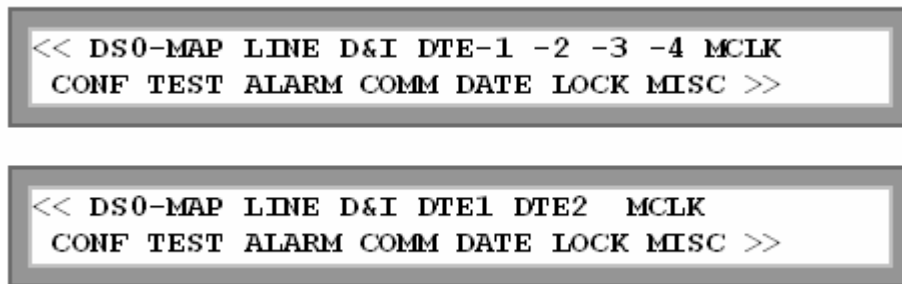 << DS0-MAP LINE D&I DTE-1 -2 -3 -4 MCLK
CONF TEST ALARM COMM DATE LOCK MISC >>
<< DS0-MAP LINE D&I DTE1 DTE2 MCLK
CONF TEST ALARM COMM DATE LOCK MISC >>